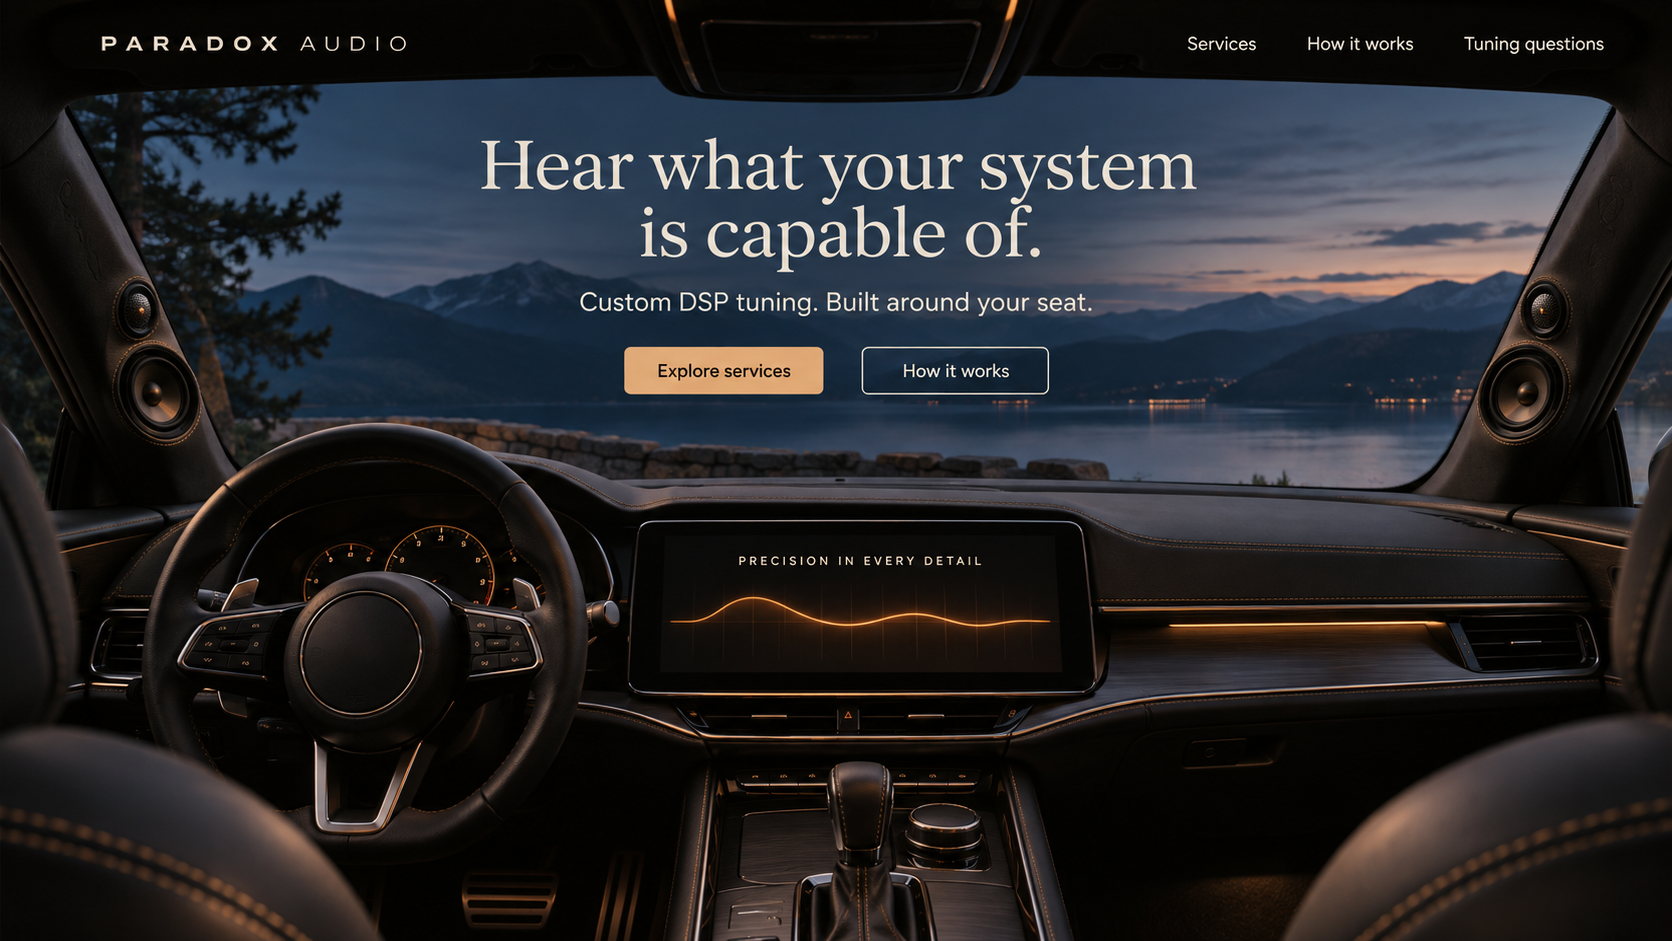 PARADOX AUDIO
Services
How it works
Tuning questions
Hear what your system
is capable of.
Custom DSP tuning. Built around your seat.
Explore services
How it works
PRECISION IN EVERY DETAIL